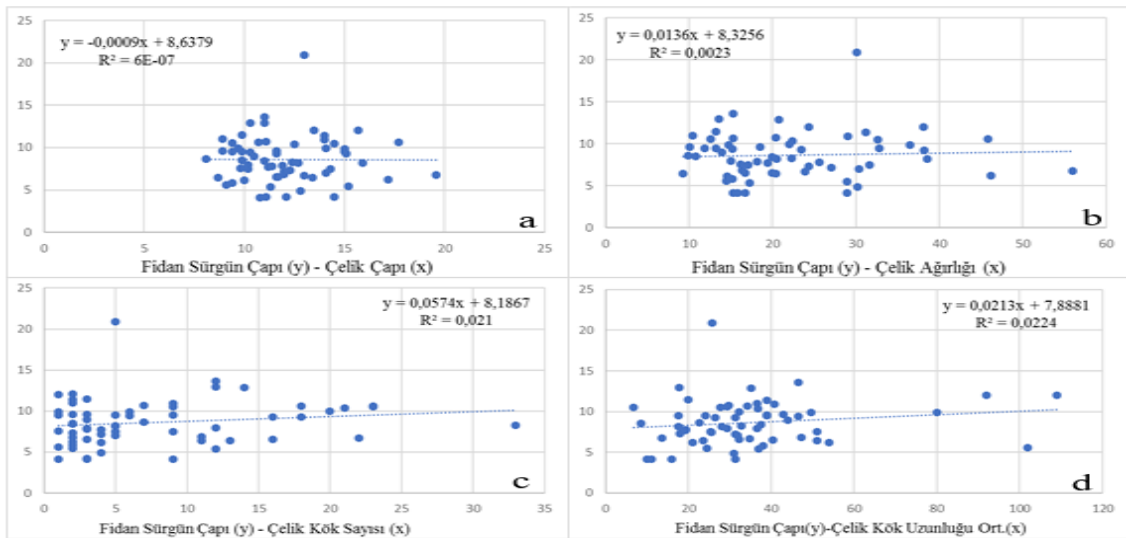 y = -0,0009x + 8,6379
R² = 6E-07
25
20
15
10
5
0
0 5 10 15 20 25
a
Fidan Sürgün Çapı (y) - Çelik Çapı (x)
y = 0,0136x + 8,3256
R² = 0,0023
25
20
15
10
5
0
0 10 20 30 40 50 60
b
Fidan Sürgün Çapı (y) - Çelik Ağırlığı (x)
y = 0,0574x + 8,1867
R² = 0,021
25
20
15
10
5
0
0 5 10 15 20 25 30 35
c
Fidan Sürgün Çapı (y) - Çelik Kök Sayısı (x)
y = 0,0213x + 7,8881
R² = 0,0224
25
20
15
10
5
0
0 20 40 60 80 100 120
d
Fidan Sürgün Çapı(y)-Çelik Kök Uzunluğu Ort.(x)